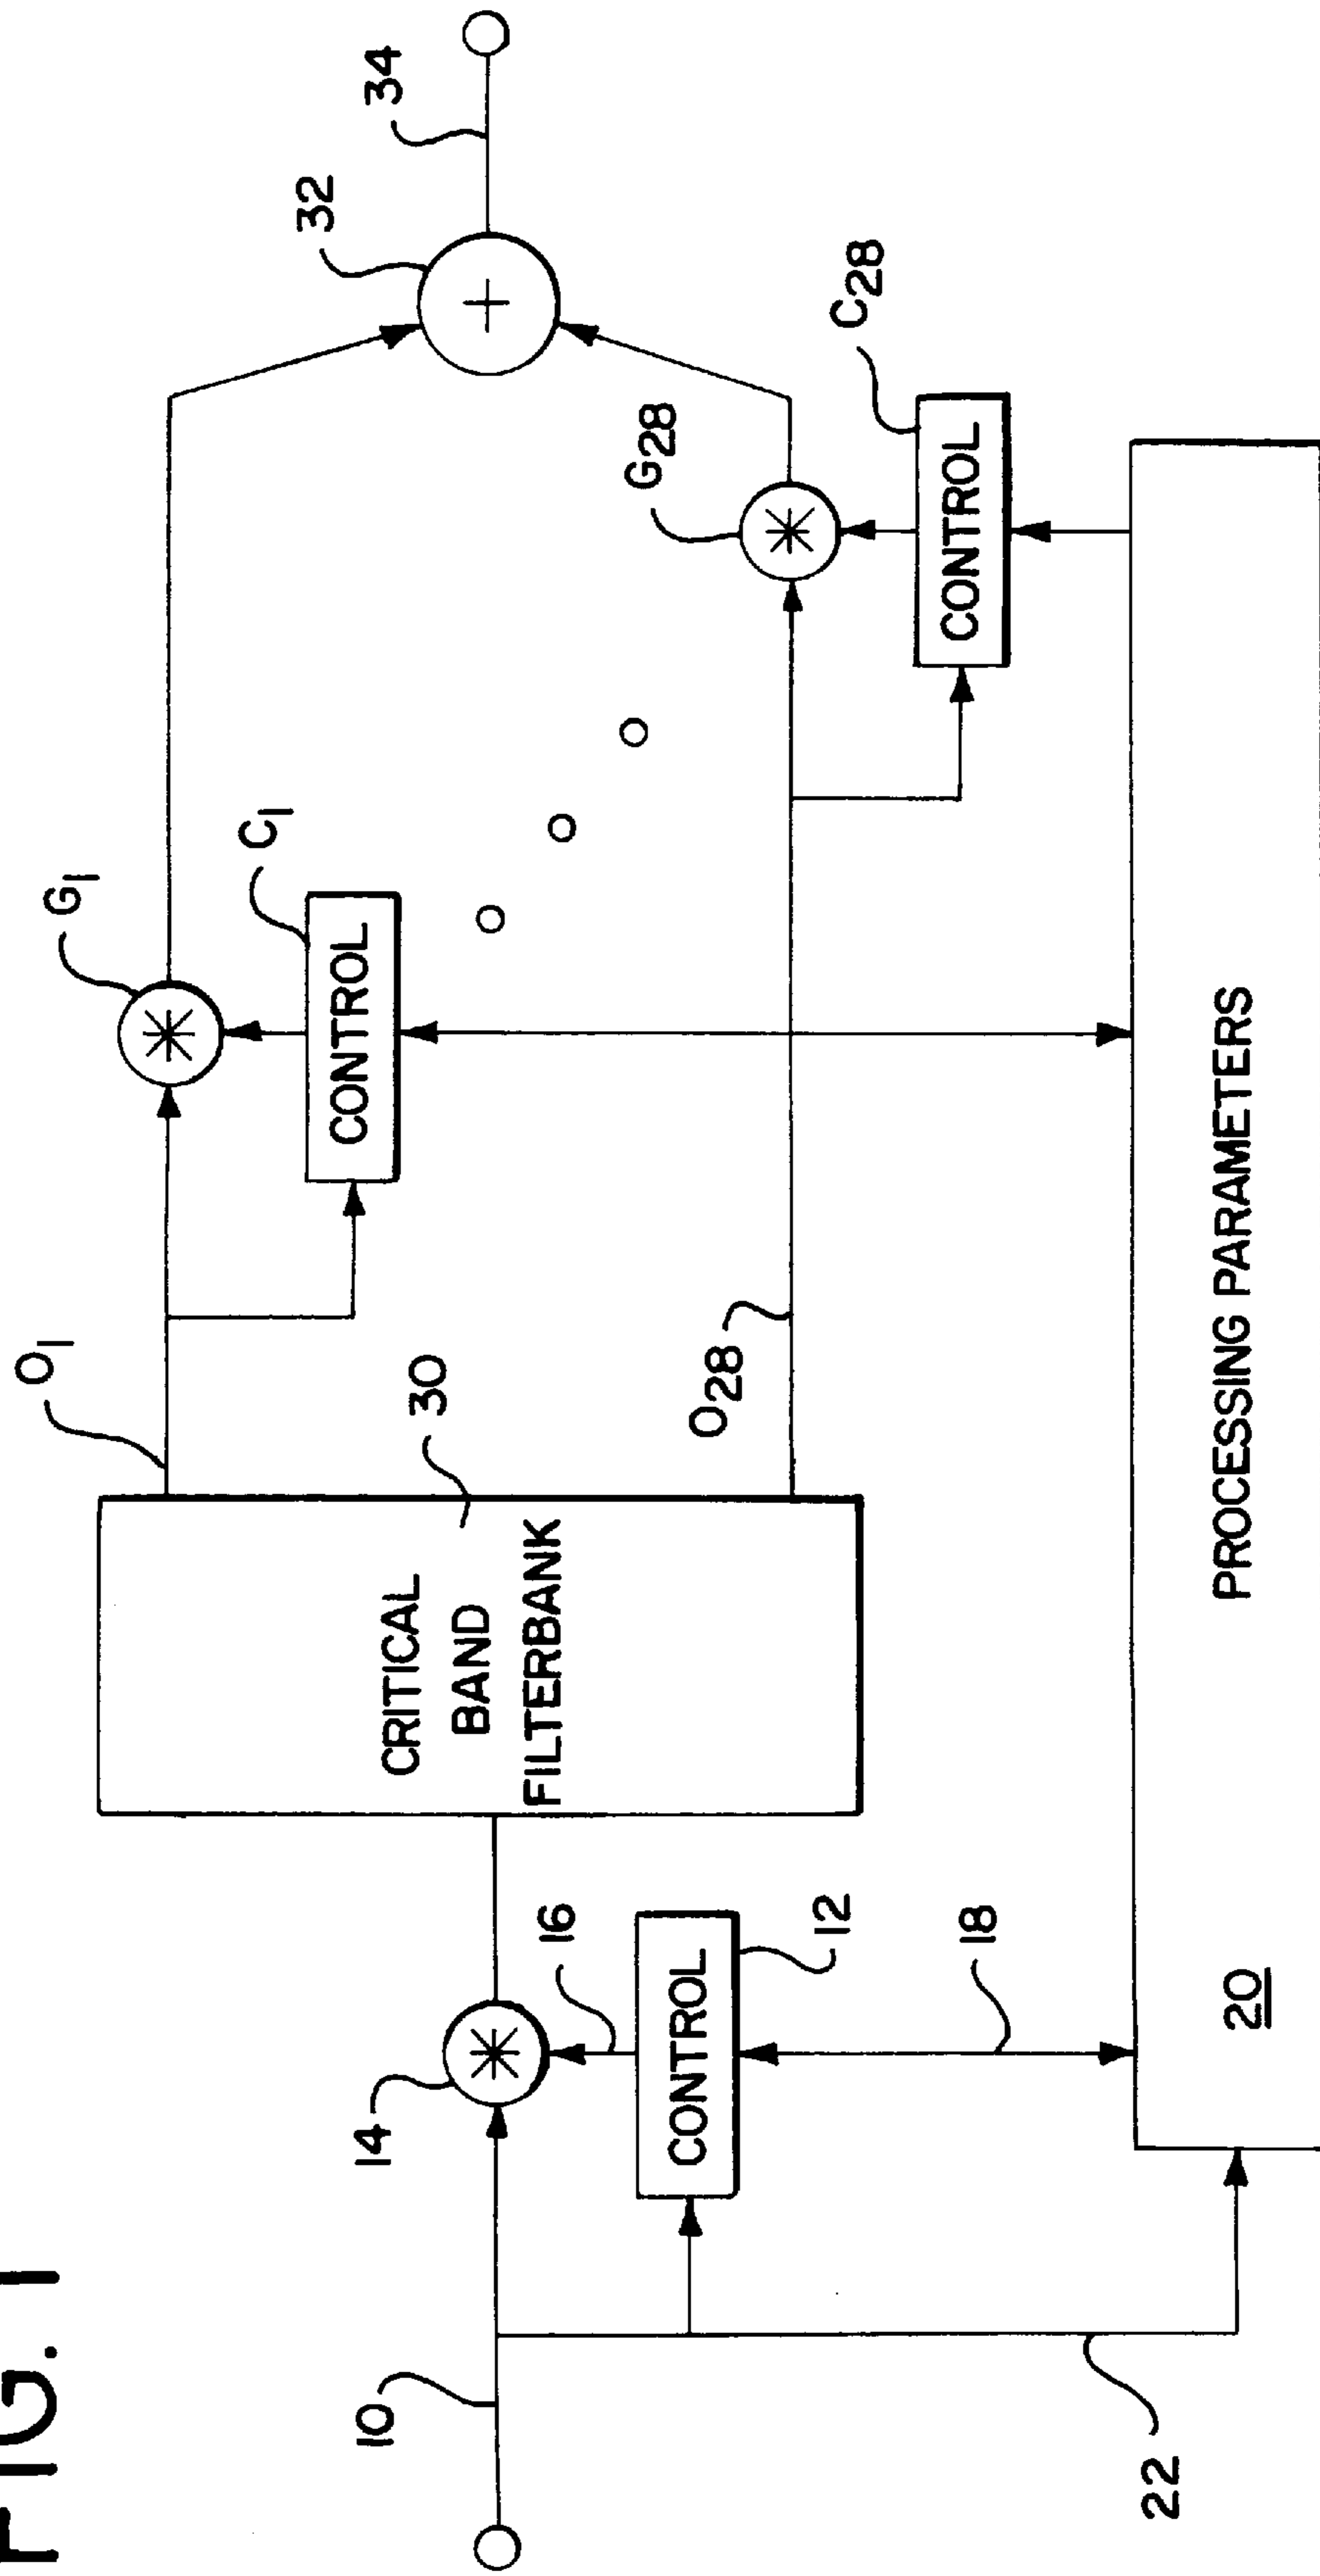 FIG. 1
O1
G1
C1
CONTROL
30
CRITICAL
BAND
FILTERBANK
32
34
14
16
10
CONTROL
12
18
O28
G28
C28
CONTROL
22
20
PROCESSING PARAMETERS